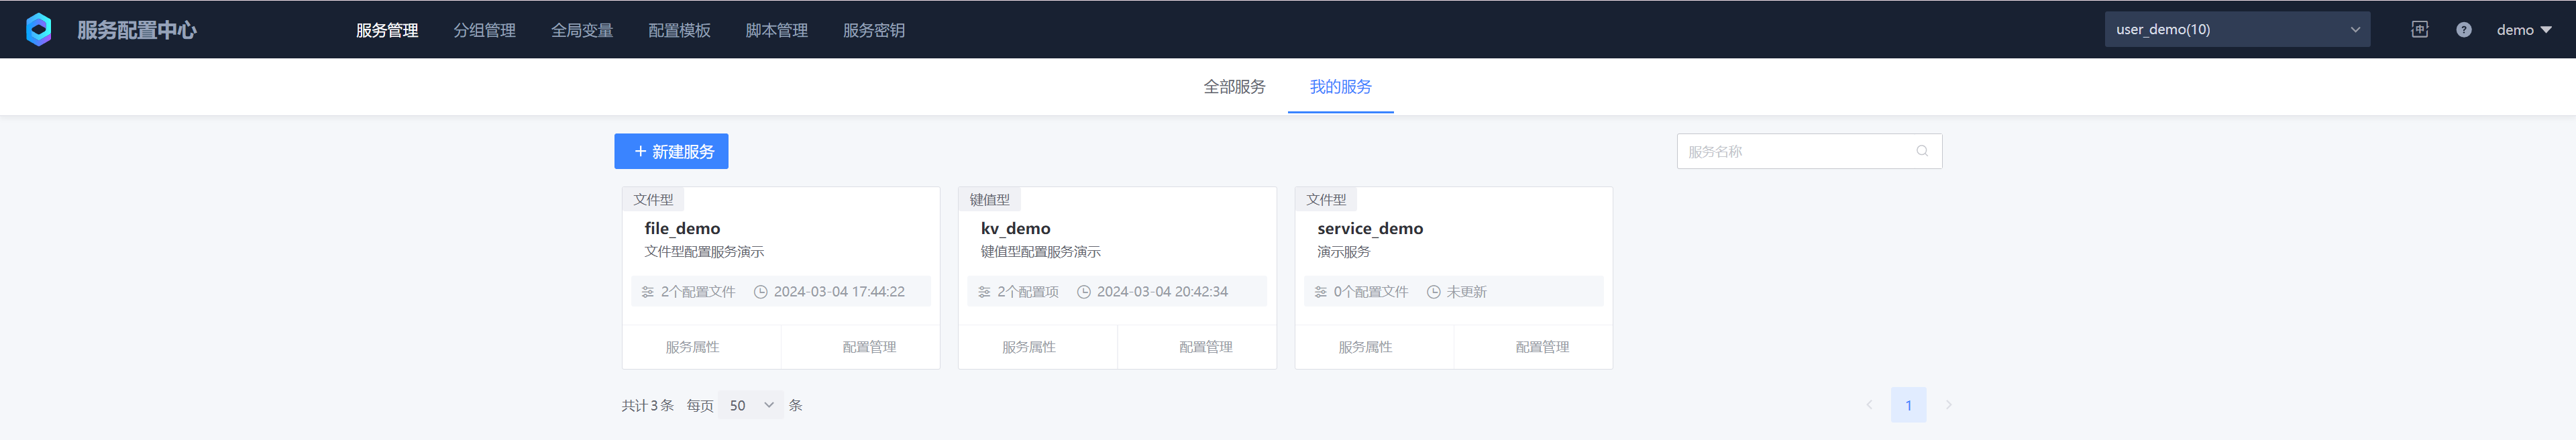 服务配置中心 服务管理 分组管理 全局变量 配置模板 脚本管理 服务密钥 user_demo(10) 中 ? demo
全部服务 我的服务
+ 新建服务 服务名称
文件型 键值型 文件型
file_demo kv_demo service_demo
文件型配置服务演示 键值型配置服务演示 演示服务
2个配置文件 2024-03-04 17:44:22 2个配置项 2024-03-04 20:42:34 0个配置文件 未更新
服务属性 配置管理 服务属性 配置管理 服务属性 配置管理
共计3条 每页 50 条 1